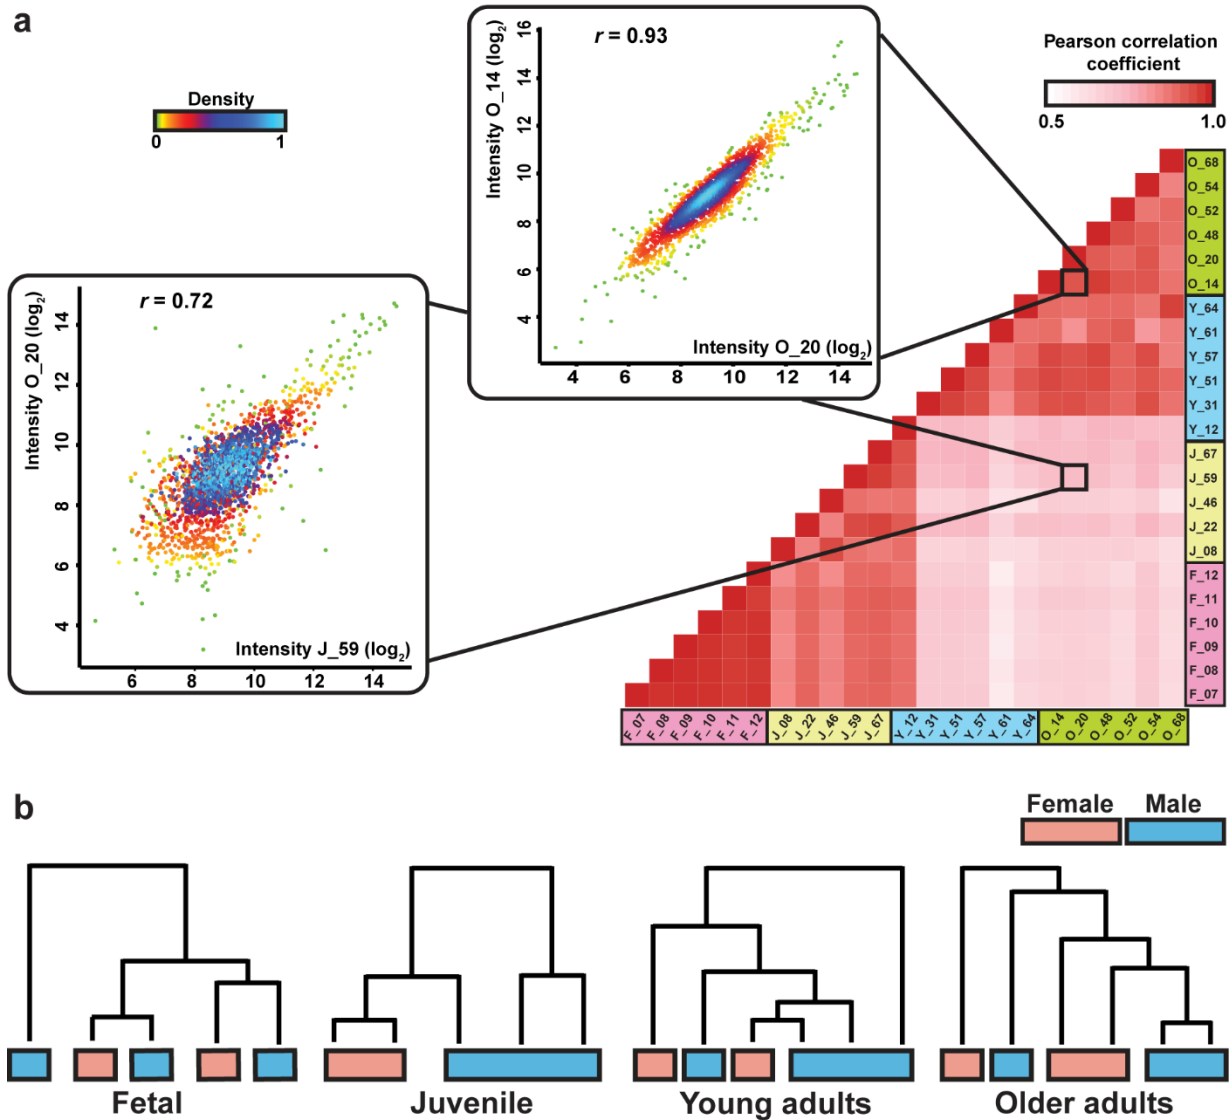 a
Density
0
1
r = 0.72
Intensity O_20 (log2)
14
12
10
8
6
4
Intensity J_59 (log2)
6
8
10
12
14
r = 0.93
Intensity O_14 (log2)
16
14
12
10
8
6
4
Intensity O_20 (log2)
4
6
8
10
12
14
Pearson correlation
coefficient
0.5
1.0
O_68
O_54
O_52
O_48
O_20
O_14
Y_64
Y_61
Y_57
Y_51
Y_31
Y_12
J_67
J_59
J_46
J_22
J_08
F_12
F_11
F_10
F_09
F_08
F_07
F_07
F_08
F_09
F_10
F_11
F_12
J_08
J_22
J_46
J_59
J_67
Y_12
Y_31
Y_51
Y_57
Y_61
Y_64
O_14
O_20
O_48
O_52
O_54
O_68
b
Female
Male
Fetal
Juvenile
Young adults
Older adults